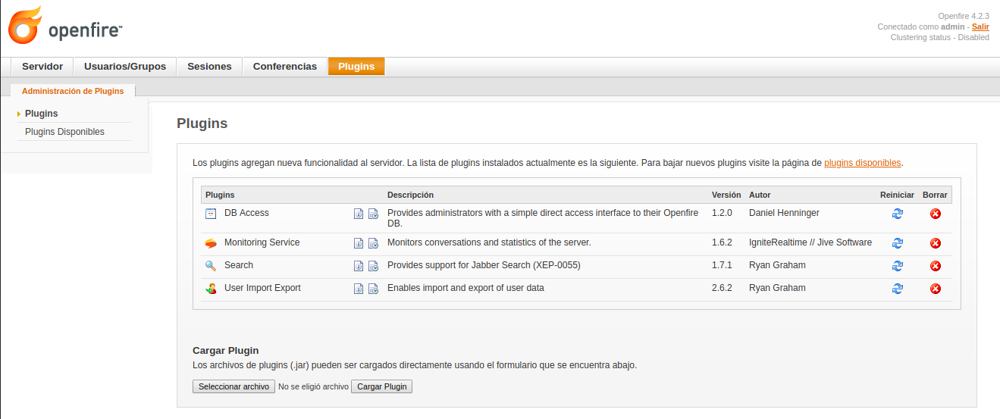 openfire™
Openfire 4.2.3
Conectado como admin - Salir
Clustering status - Disabled
Servidor Usuarios/Grupos Sesiones Conferencias Plugins
Administración de Plugins
Plugins
Plugins Disponibles
Plugins
Los plugins agregan nueva funcionalidad al servidor. La lista de plugins instalados actualmente es la siguiente. Para bajar nuevos plugins visite la página de plugins disponibles.
Plugins Descripción Versión Autor Reiniciar Borrar
DB Access Provides administrators with a simple direct access interface to their Openfire 1.2.0 Daniel Henninger
DB.
Monitoring Service Monitors conversations and statistics of the server. 1.6.2 IgniteRealtime // Jive Software
Search Provides support for Jabber Search (XEP-0055) 1.7.1 Ryan Graham
User Import Export Enables import and export of user data 2.6.2 Ryan Graham
Cargar Plugin
Los archivos de plugins (.jar) pueden ser cargados directamente usando el formulario que se encuentra abajo.
Seleccionar archivo No se eligió archivo Cargar Plugin